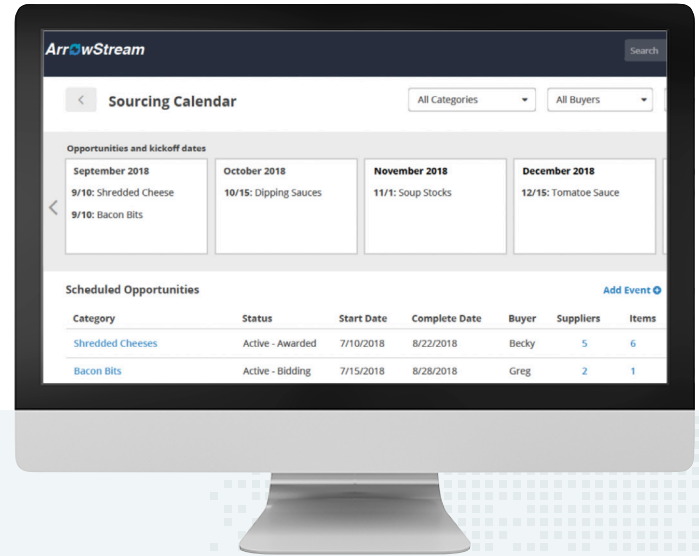 ArrowStream
Search
Sourcing Calendar
All Categories
All Buyers
Opportunities and kickoff dates
September 2018
9/10: Shredded Cheese
9/10: Bacon Bits
October 2018
10/15: Dipping Sauces
November 2018
11/1: Soup Stocks
December 2018
12/15: Tomatoe Sauce
Scheduled Opportunities
Add Event
Category Status Start Date Complete Date Buyer Suppliers Items
Shredded Cheeses Active - Awarded 7/10/2018 8/22/2018 Becky 5 6
Bacon Bits Active - Bidding 7/15/2018 8/28/2018 Greg 2 1